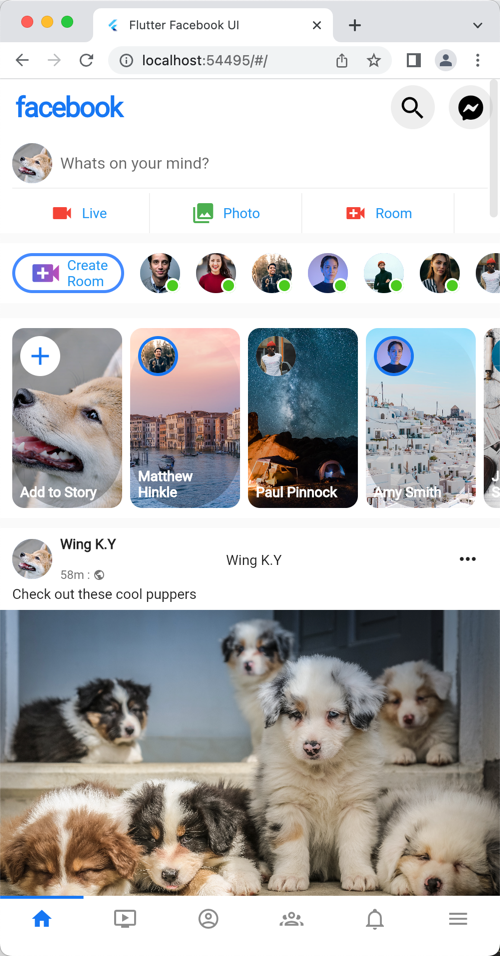 Flutter Facebook UI
localhost:54495/#/
facebook
Whats on your mind?
Live
Photo
Room
Create
Room
Add to Story
Matthew
Hinkle
Paul Pinnock
Amy Smith
J
S
Wing K.Y
Wing K.Y
58m :
Check out these cool puppers